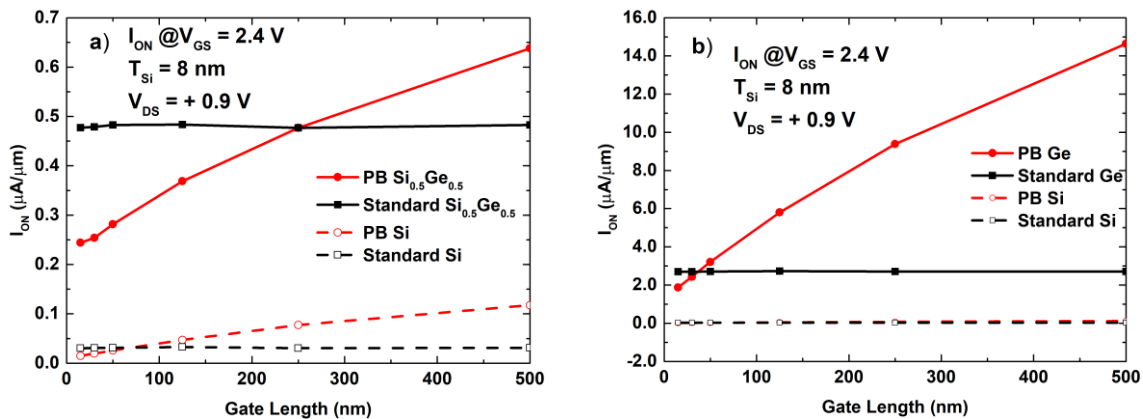 a)
I_ON @V_GS = 2.4 V
T_Si = 8 nm
V_DS = + 0.9 V
PB Si_0.5Ge_0.5
Standard Si_0.5Ge_0.5
PB Si
Standard Si
0.7
0.6
0.5
0.4
0.3
0.2
0.1
0.0
I_ON (µA/µm)
0 100 200 300 400 500
Gate Length (nm)
b)
I_ON @V_GS = 2.4 V
T_Si = 8 nm
V_DS = + 0.9 V
PB Ge
Standard Ge
PB Si
Standard Si
16.0
14.0
12.0
10.0
8.0
6.0
4.0
2.0
0.0
-2.0
I_ON (µA/µm)
0 100 200 300 400 500
Gate Length (nm)